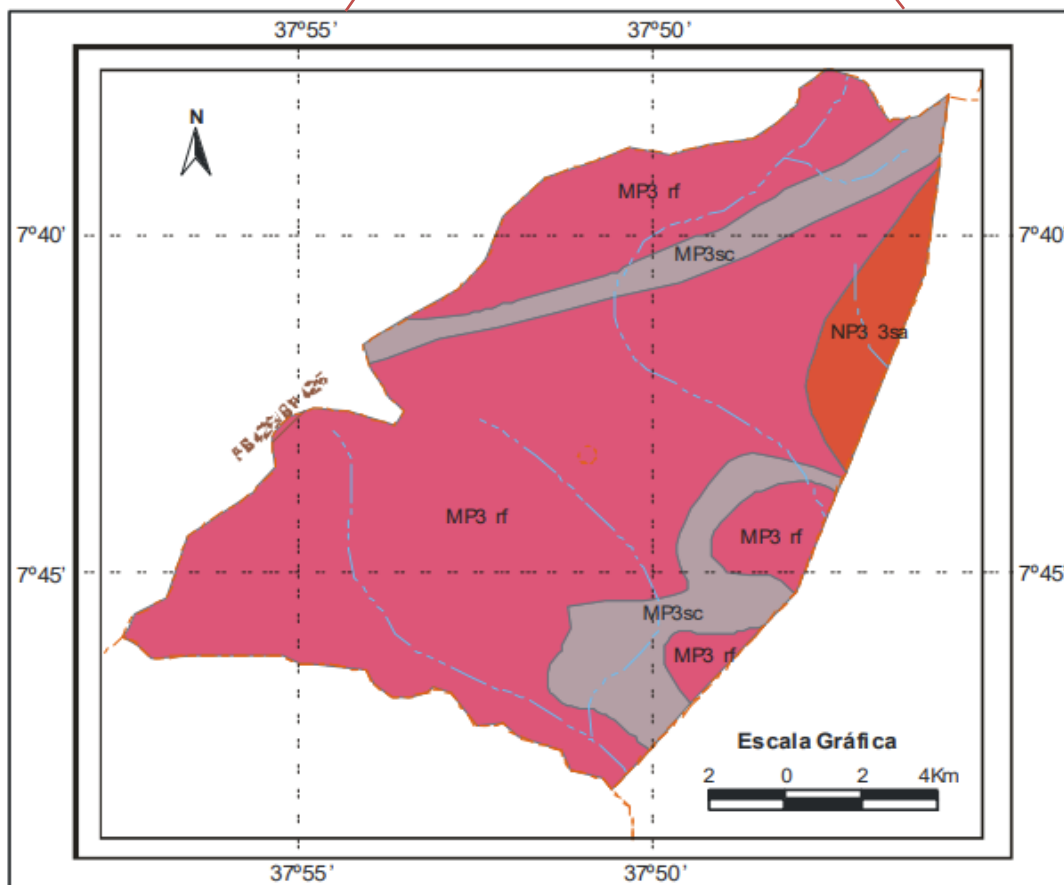 37º55' 37º50'
N
MP3 rf
7º40' 7º40'
MP3sc
NP3 3sa
MP3 rf
MP3 rf
7º45' 7º45'
MP3sc
MP3 rf
Escala Gráfica
2 0 2 4Km
37º55' 37º50'